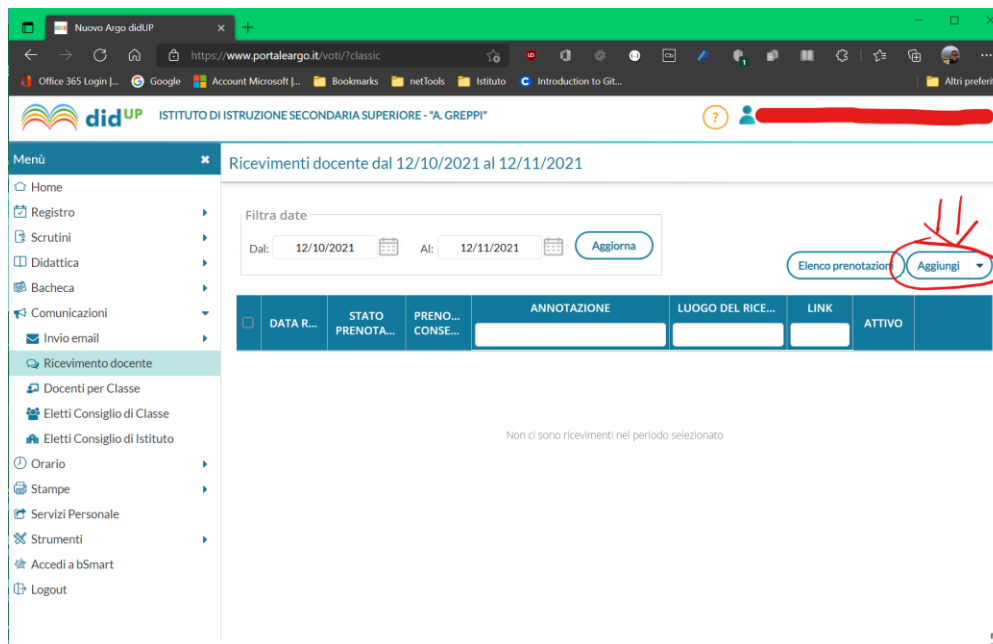 Nuovo Argo didUP
https://www.portaleargo.it/voti/?classic
Office 365 Login |... Google Account Microsoft |... Bookmarks netTools Istituto Introduction to Git... Altri preferit
didUP ISTITUTO DI ISTRUZIONE SECONDARIA SUPERIORE - "A. GREPPI" ?
Menù
Ricevimenti docente dal 12/10/2021 al 12/11/2021
Home
Registro
Scrutini
Didattica
Bacheca
Comunicazioni
Invio email
Ricevimento docente
Docenti per Classe
Eletti Consiglio di Classe
Eletti Consiglio di Istituto
Orario
Stampe
Servizi Personale
Strumenti
Accedi a bSmart
Logout
Filtra date
Dal: 12/10/2021 Al: 12/11/2021 Aggiorna
Elenco prenotazioni Aggiungi
DATA R... STATO PRENOTA... PRENO... CONSE... ANNOTAZIONE LUOGO DEL RICE... LINK ATTIVO
Non ci sono ricevimenti nel periodo selezionato